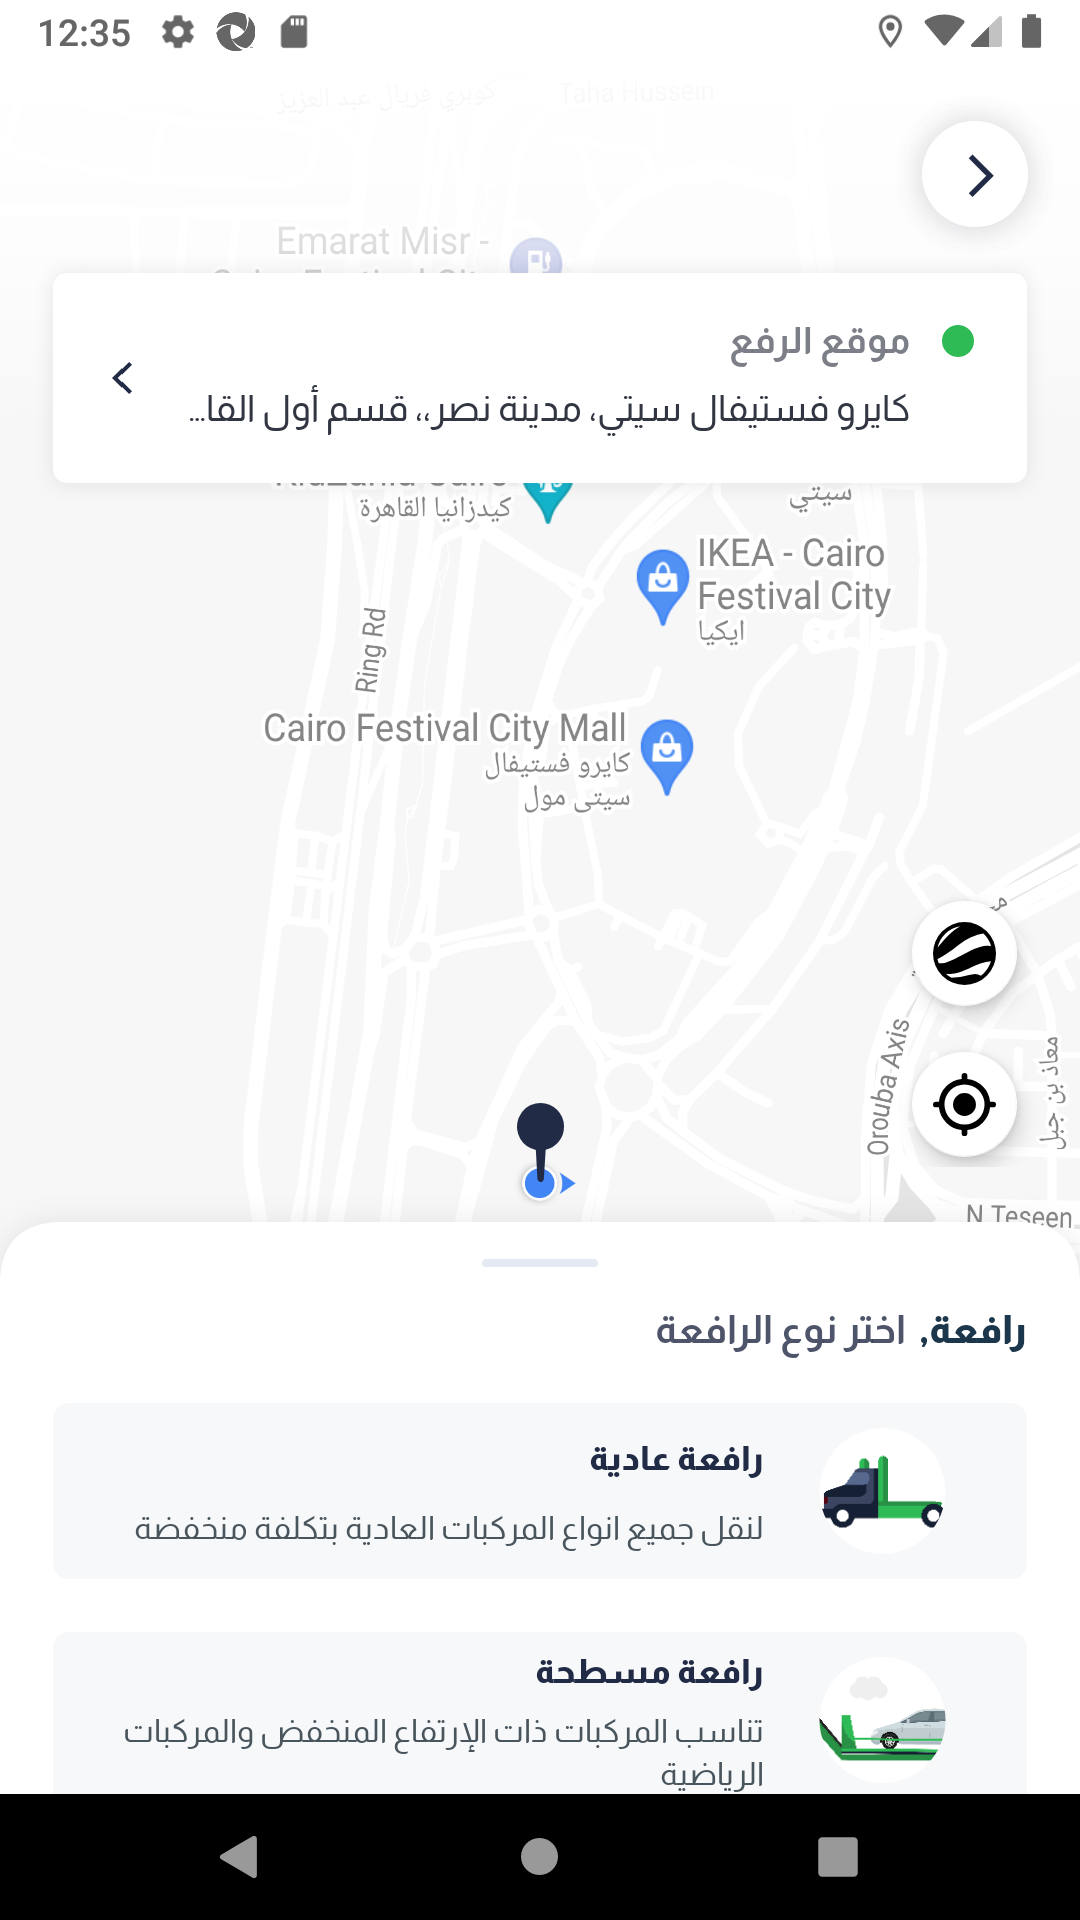 12:35
كوبري فريال عبد العزيز
Taha Hussein
Emarat Misr -
موقع الرفع
كايرو فستيفال سيتي، مدينة نصر،، قسم أول القا...
كيدزانيا القاهرة
سيتي
IKEA - Cairo
Festival City
ايكيا
Ring Rd
Cairo Festival City Mall
كايرو فستيفال
سيتى مول
Orouba Axis
معاذ بن جبل
N Teseen
رافعة, اختر نوع الرافعة
رافعة عادية
لنقل جميع انواع المركبات العادية بتكلفة منخفضة
رافعة مسطحة
تناسب المركبات ذات الإرتفاع المنخفض والمركبات
الرياضية